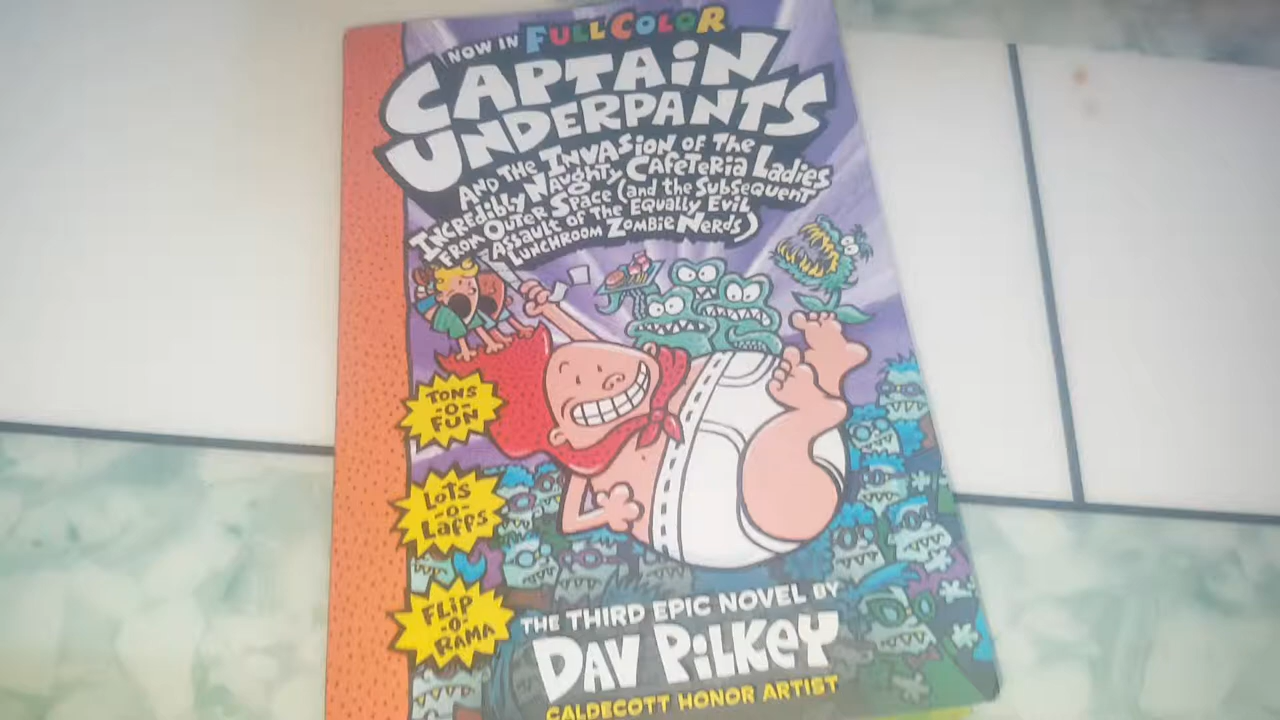 NOW IN FULL COLOR
CAPTAIN
UNDERPANTS
AND THE INVASION OF THE
INCREDIBLY NAUGHTY CAFETERIA LADIES
FROM OUTER SPACE (and the Subsequent
Assault of the Equally Evil
Lunchroom Zombie Nerds)
TONS
-O-
FUN
LOTS
-O-
LaffS
FLiP
-O-
RAMA
THE THIRD EPIC NOVEL BY
DAV PiLKEY
CALDECOTT HONOR ARTIST